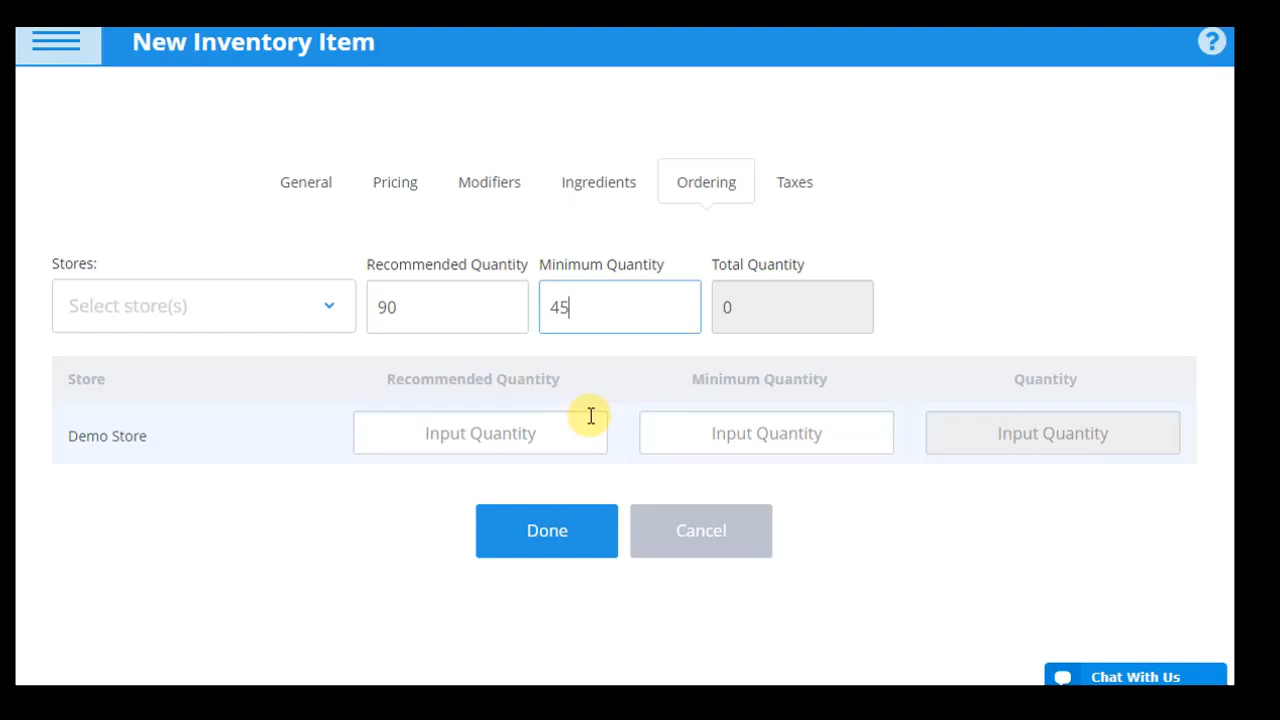 New Inventory Item
?
General Pricing Modifiers Ingredients Ordering Taxes
Stores: Recommended Quantity Minimum Quantity Total Quantity
Select store(s) 90 45 0
Store Recommended Quantity Minimum Quantity Quantity
Demo Store Input Quantity Input Quantity Input Quantity
Done Cancel
Chat With Us